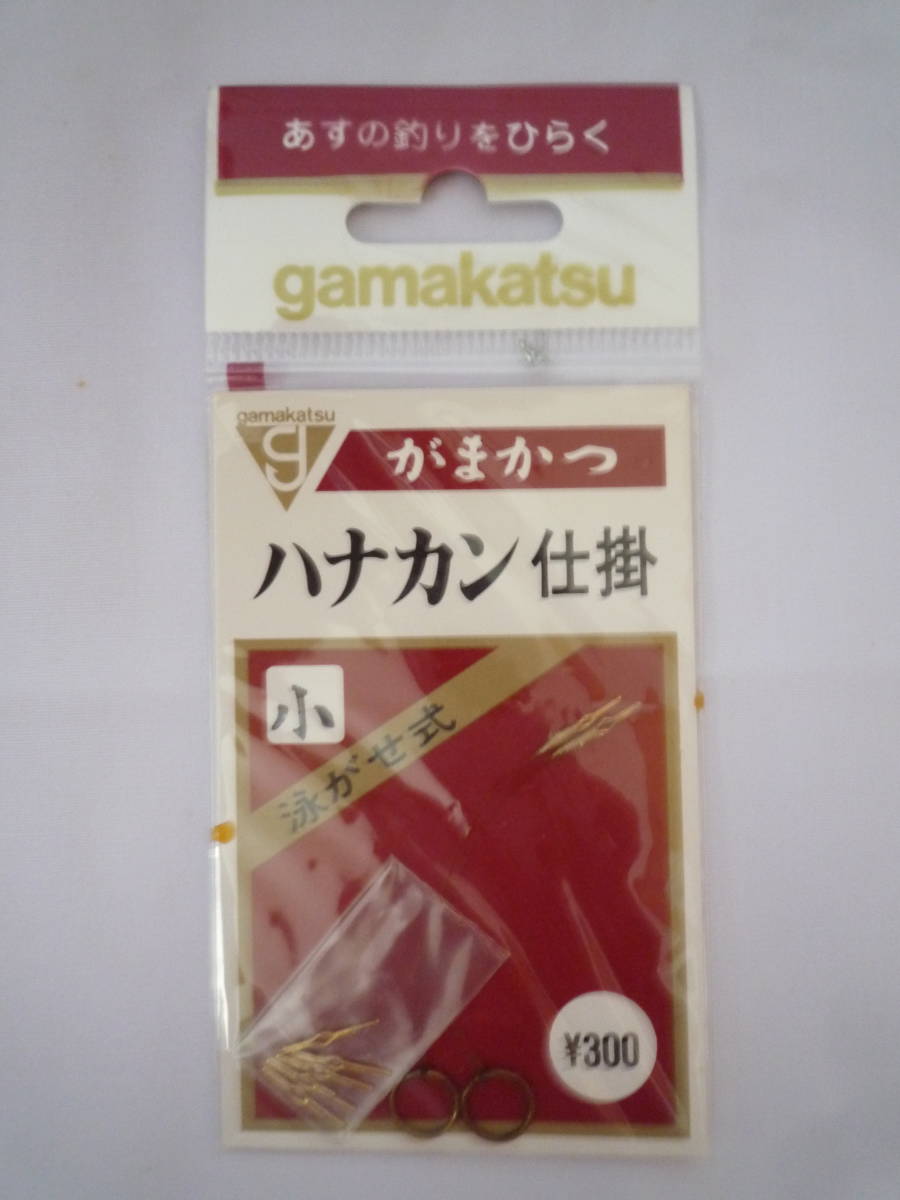 あすの釣りをひらく
gamakatsu
gamakatsu
g
がまかつ
ハナカン仕掛
小
泳がせ式
¥300